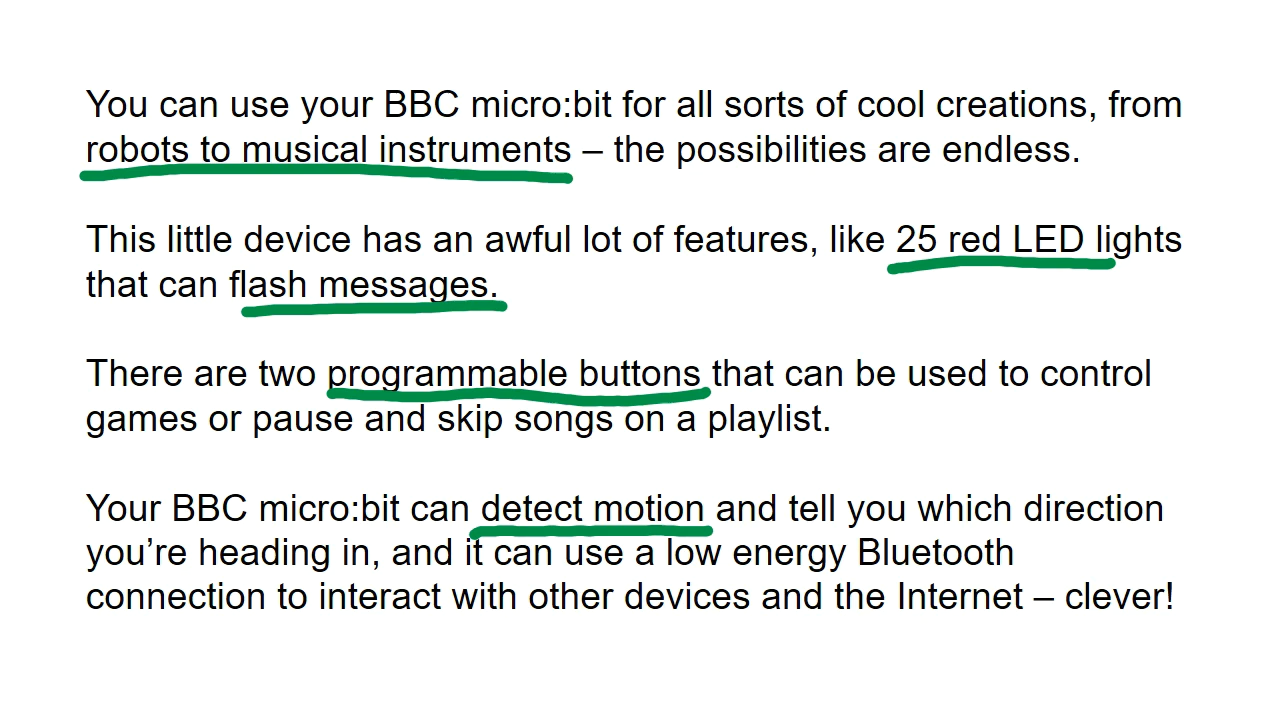 You can use your BBC micro:bit for all sorts of cool creations, from
robots to musical instruments – the possibilities are endless.
This little device has an awful lot of features, like 25 red LED lights
that can flash messages.
There are two programmable buttons that can be used to control
games or pause and skip songs on a playlist.
Your BBC micro:bit can detect motion and tell you which direction
you’re heading in, and it can use a low energy Bluetooth
connection to interact with other devices and the Internet – clever!